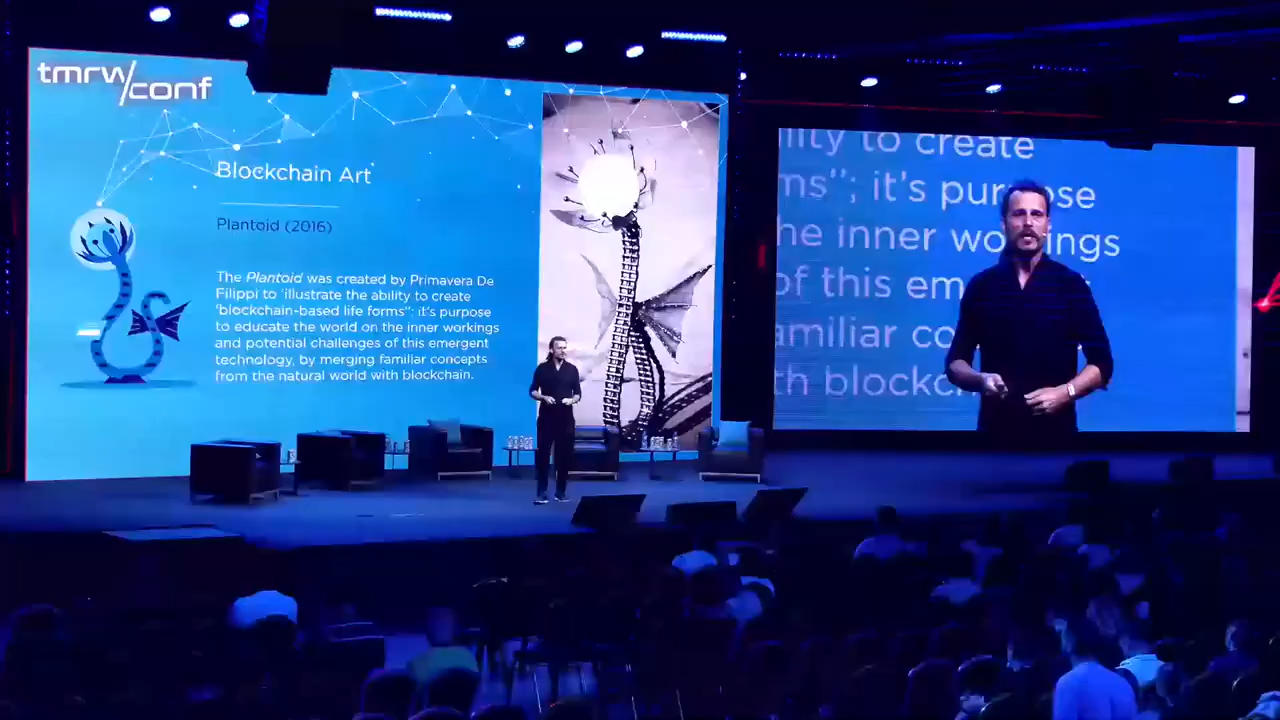 tmrw/conf
Blockchain Art
Plantoid (2016)
The Plantoid was created by Primavera De
Filippi to 'illustrate the ability to create
'blockchain-based life forms"; it's purpose
to educate the world on the inner workings
and potential challenges of this emergent
technology, by merging familiar concepts
from the natural world with blockchain.
ility to create
ms"; it's purpose
he inner workings
of this em
amiliar co
th blockc